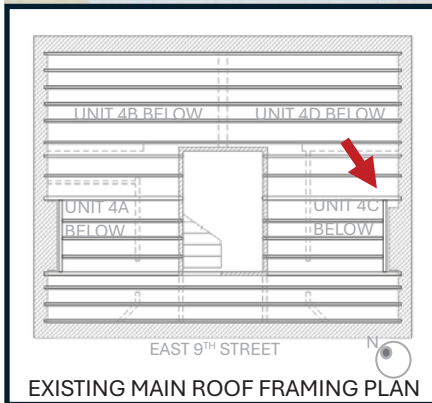 UNIT 4B BELOW UNIT 4D BELOW
UNIT 4A
BELOW
UNIT 4C
BELOW
EAST 9TH STREET
N
EXISTING MAIN ROOF FRAMING PLAN